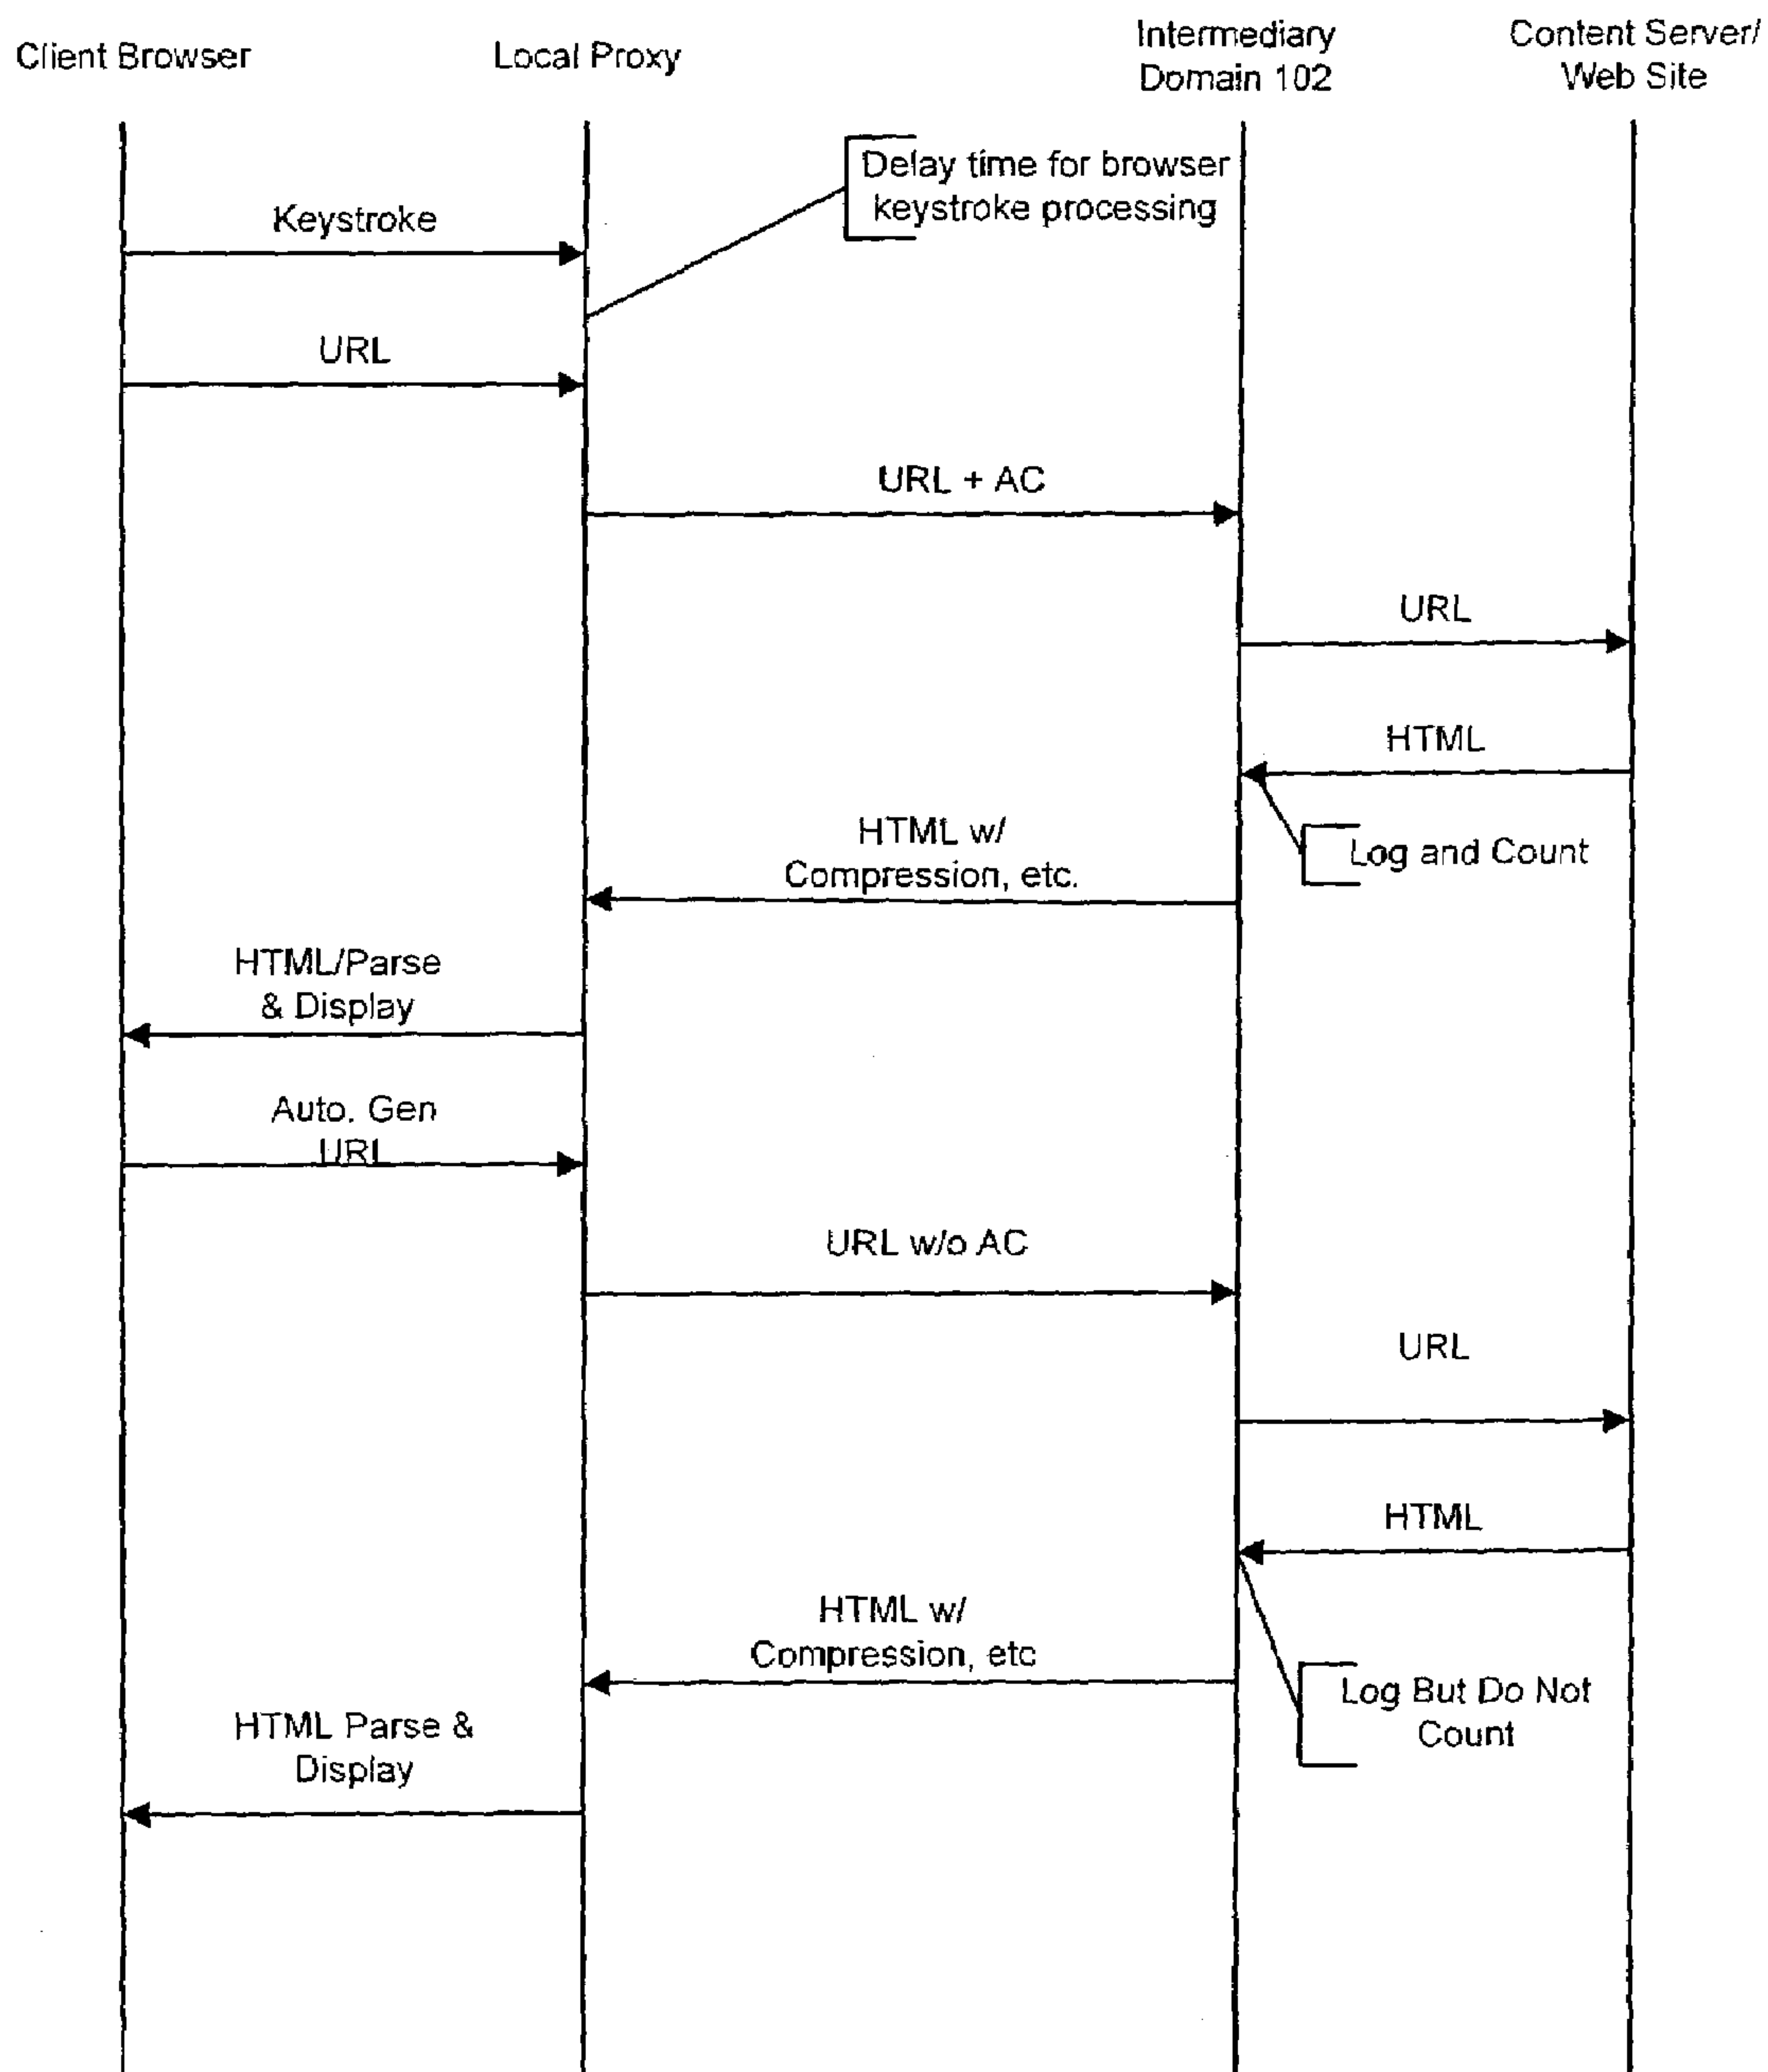 Client Browser
Local Proxy
Intermediary
Domain 102
Content Server/
Web Site
Delay time for browser
keystroke processing
Keystroke
URL
URL + AC
URL
HTML
Log and Count
HTML w/
Compression, etc.
HTML/Parse
& Display
Auto. Gen
URL
URL w/o AC
URL
HTML
HTML w/
Compression, etc
Log But Do Not
Count
HTML Parse &
Display